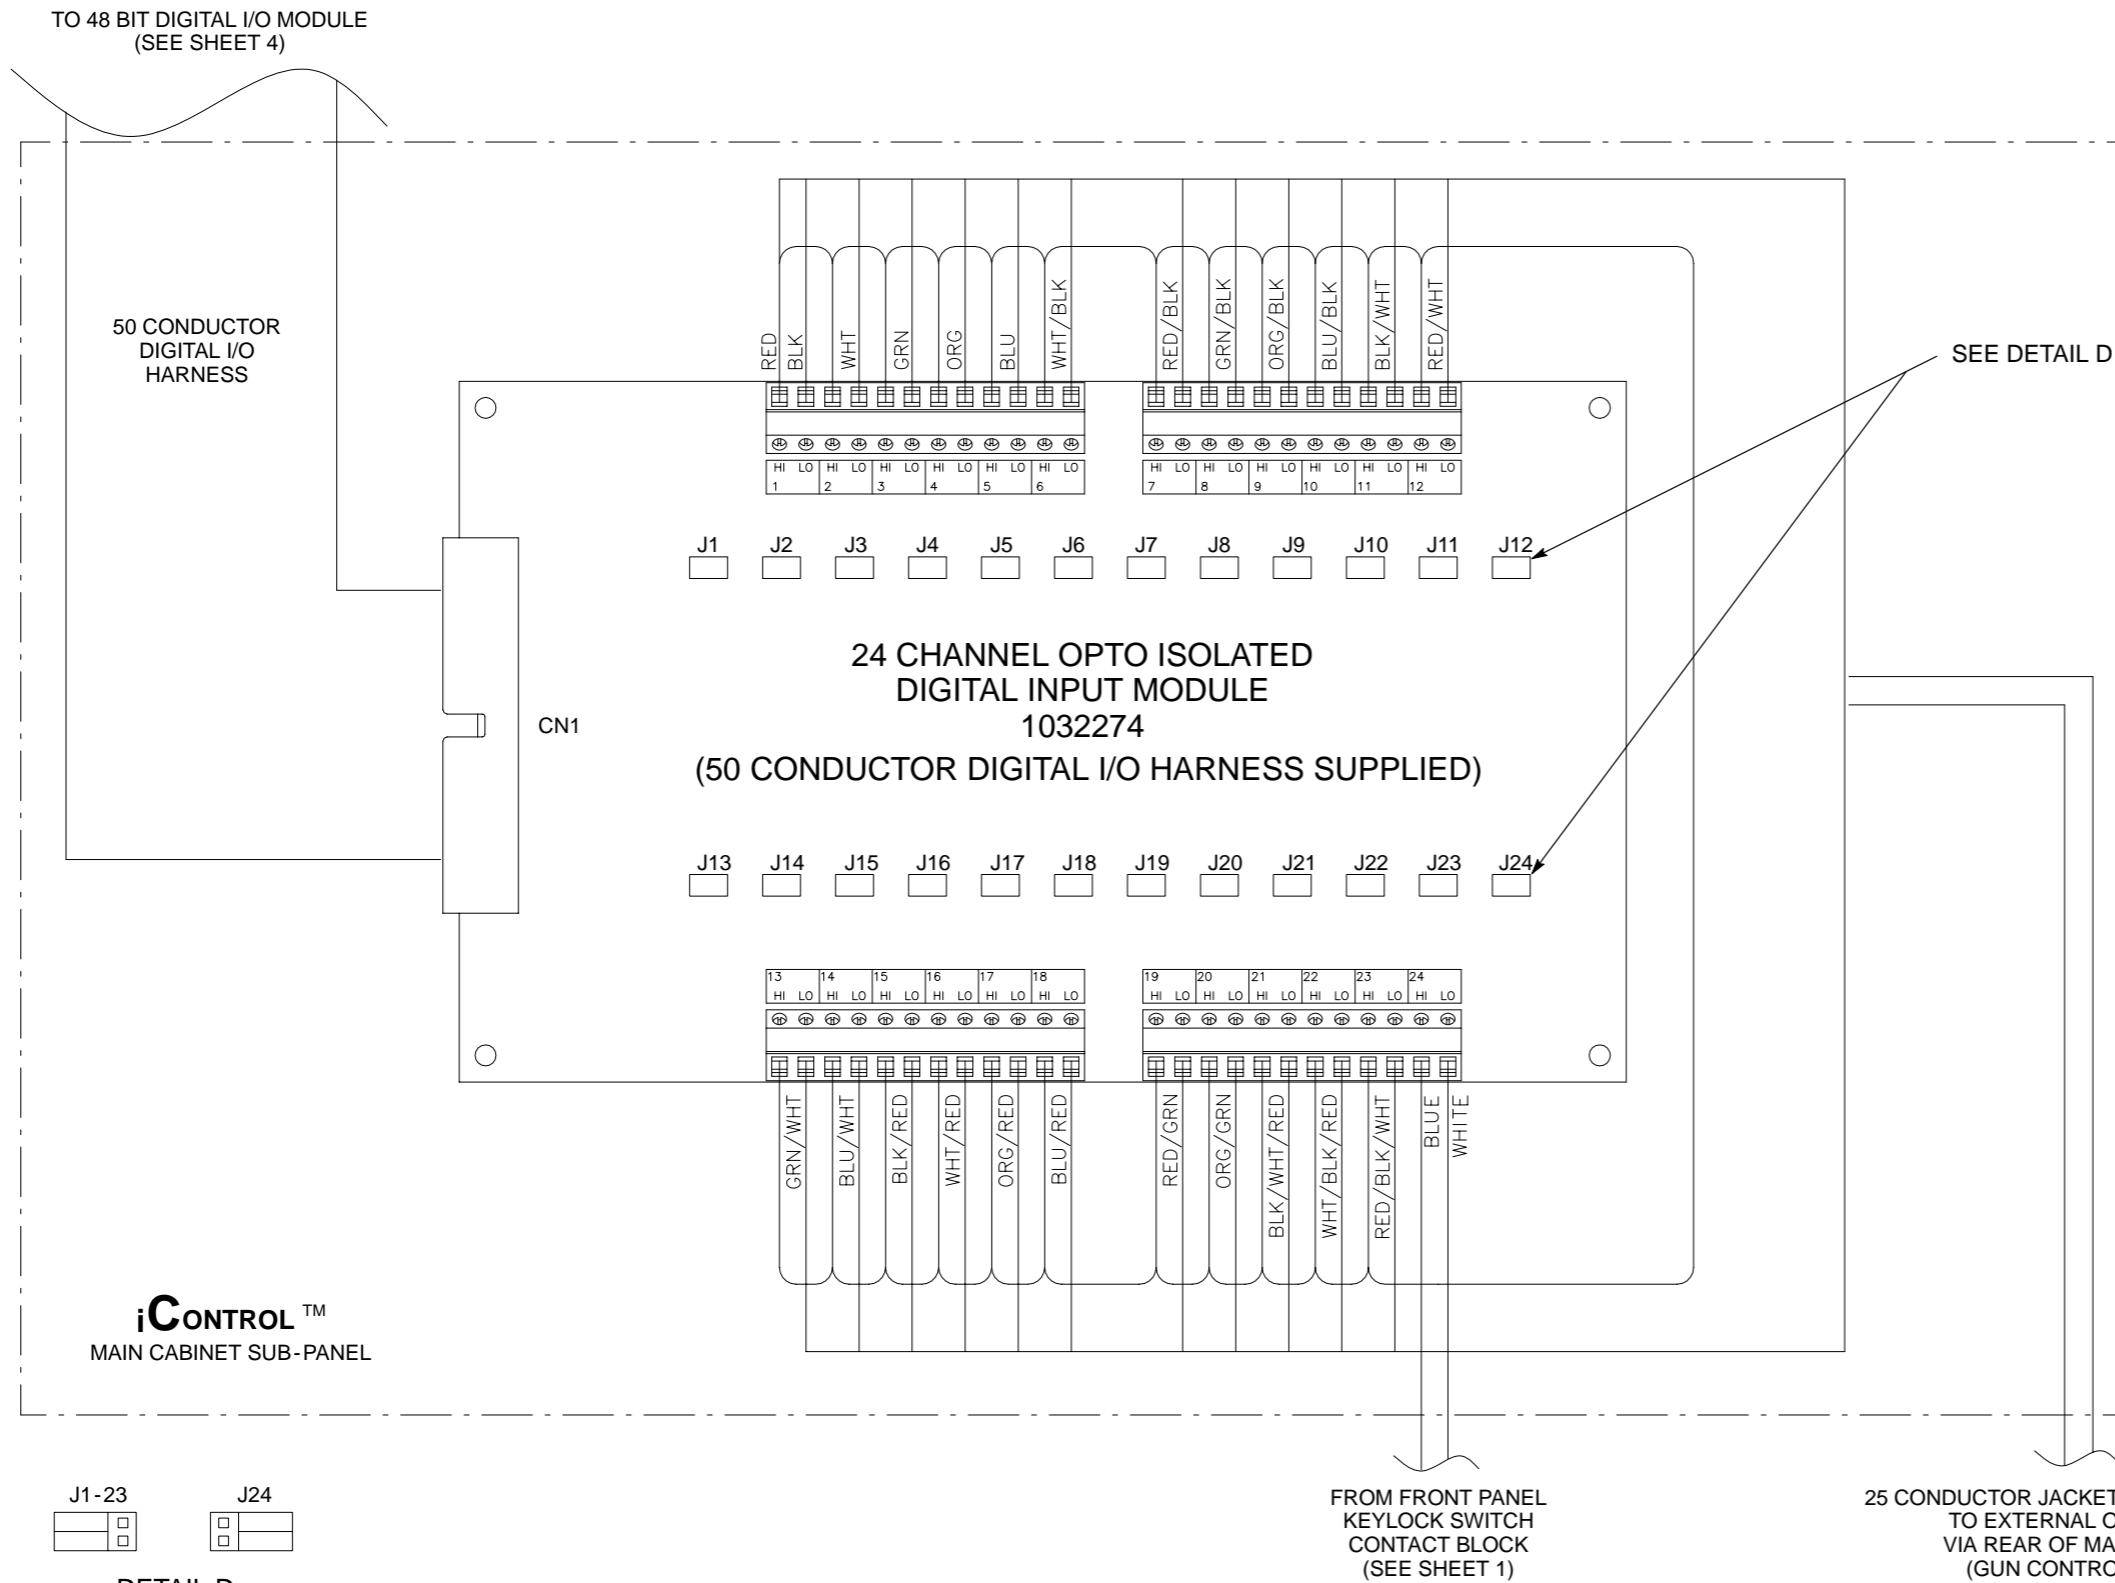 TO 48 BIT DIGITAL I/O MODULE
(SEE SHEET 4)
50 CONDUCTOR
DIGITAL I/O
HARNESS
RED
BLK
WHT
GRN
ORG
BLU
WHT/BLK
RED/BLK
GRN/BLK
ORG/BLK
BLU/BLK
BLK/WHT
RED/WHT
SEE DETAIL D
HI LO HI LO HI LO HI LO HI LO HI LO
1 2 3 4 5 6
HI LO HI LO HI LO HI LO HI LO HI LO
7 8 9 10 11 12
J1 J2 J3 J4 J5 J6 J7 J8 J9 J10 J11 J12
24 CHANNEL OPTO ISOLATED
DIGITAL INPUT MODULE
1032274
(50 CONDUCTOR DIGITAL I/O HARNESS SUPPLIED)
CN1
J13 J14 J15 J16 J17 J18 J19 J20 J21 J22 J23 J24
13 14 15 16 17 18
HI LO HI LO HI LO HI LO HI LO HI LO
19 20 21 22 23 24
HI LO HI LO HI LO HI LO HI LO HI LO
GRN/WHT
BLU/WHT
BLK/RED
WHT/RED
ORG/RED
BLU/RED
RED/GRN
ORG/GRN
BLK/WHT/RED
WHT/BLK/RED
RED/BLK/WHT
BLUE
WHITE
iCONTROL TM
MAIN CABINET SUB-PANEL
J1-23
J24
DETAIL D
FROM FRONT PANEL
KEYLOCK SWITCH
CONTACT BLOCK
(SEE SHEET 1)
25 CONDUCTOR JACKET
TO EXTERNAL
VIA REAR OF
(GUN